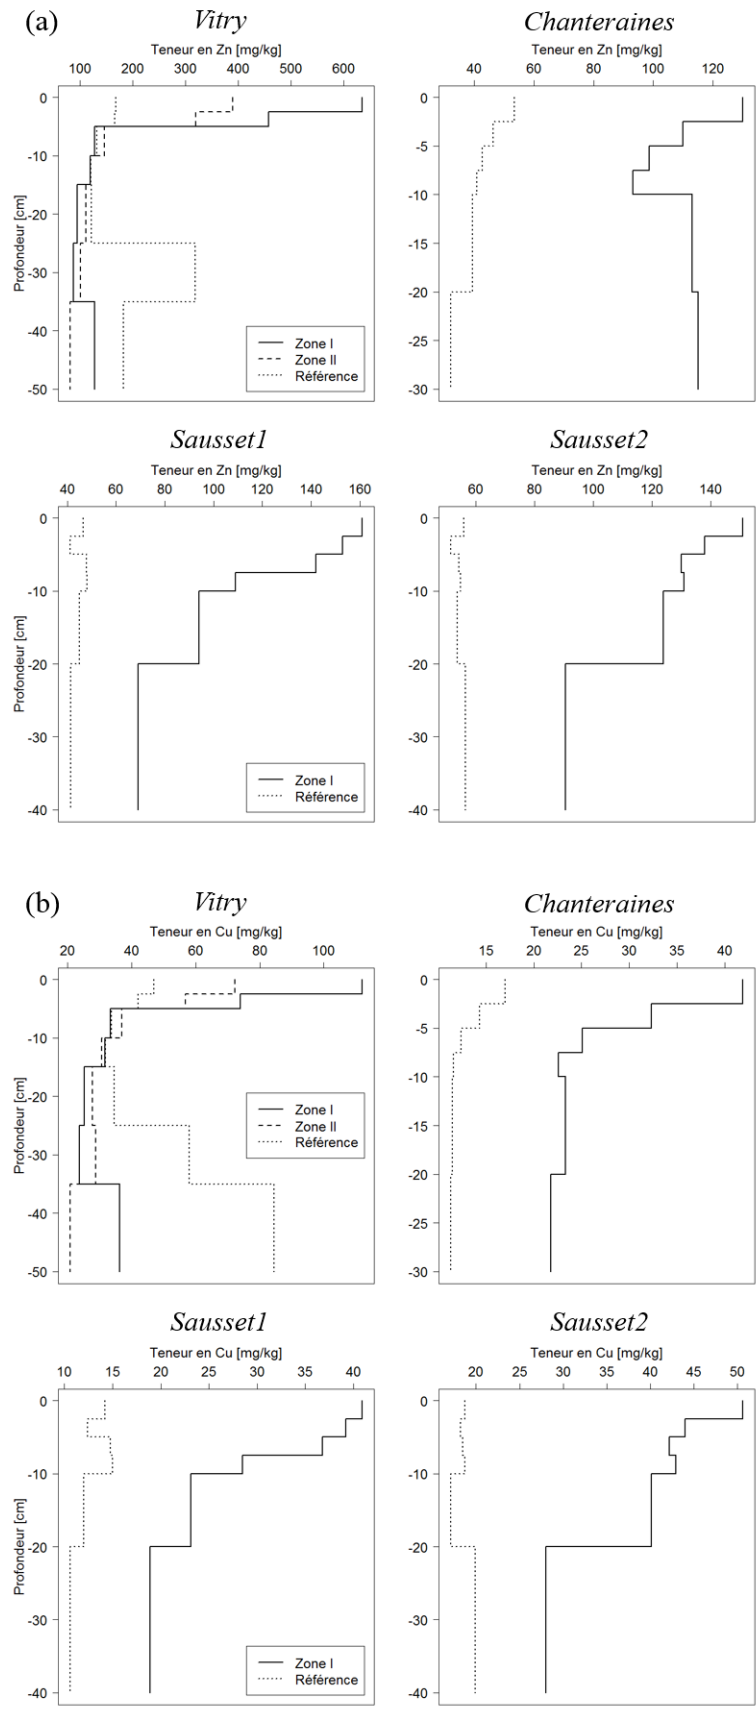 (a)
Vitry
Teneur en Zn [mg/kg]
100 200 300 400 500 600
Profondeur [cm]
0
-10
-20
-30
-40
-50
Zone I
Zone II
Référence
Chanteraines
Teneur en Zn [mg/kg]
40 60 80 100 120
0
-5
-10
-15
-20
-25
-30
Sausset1
Teneur en Zn [mg/kg]
40 60 80 100 120 140 160
Profondeur [cm]
0
-10
-20
-30
-40
Zone I
Référence
Sausset2
Teneur en Zn [mg/kg]
60 80 100 120 140
0
-10
-20
-30
-40
(b)
Vitry
Teneur en Cu [mg/kg]
20 40 60 80 100
Profondeur [cm]
0
-10
-20
-30
-40
-50
Zone I
Zone II
Référence
Chanteraines
Teneur en Cu [mg/kg]
15 20 25 30 35 40
0
-5
-10
-15
-20
-25
-30
Sausset1
Teneur en Cu [mg/kg]
10 15 20 25 30 35 40
Profondeur [cm]
0
-10
-20
-30
-40
Zone I
Référence
Sausset2
Teneur en Cu [mg/kg]
20 30 40 50
0
-10
-20
-30
-40